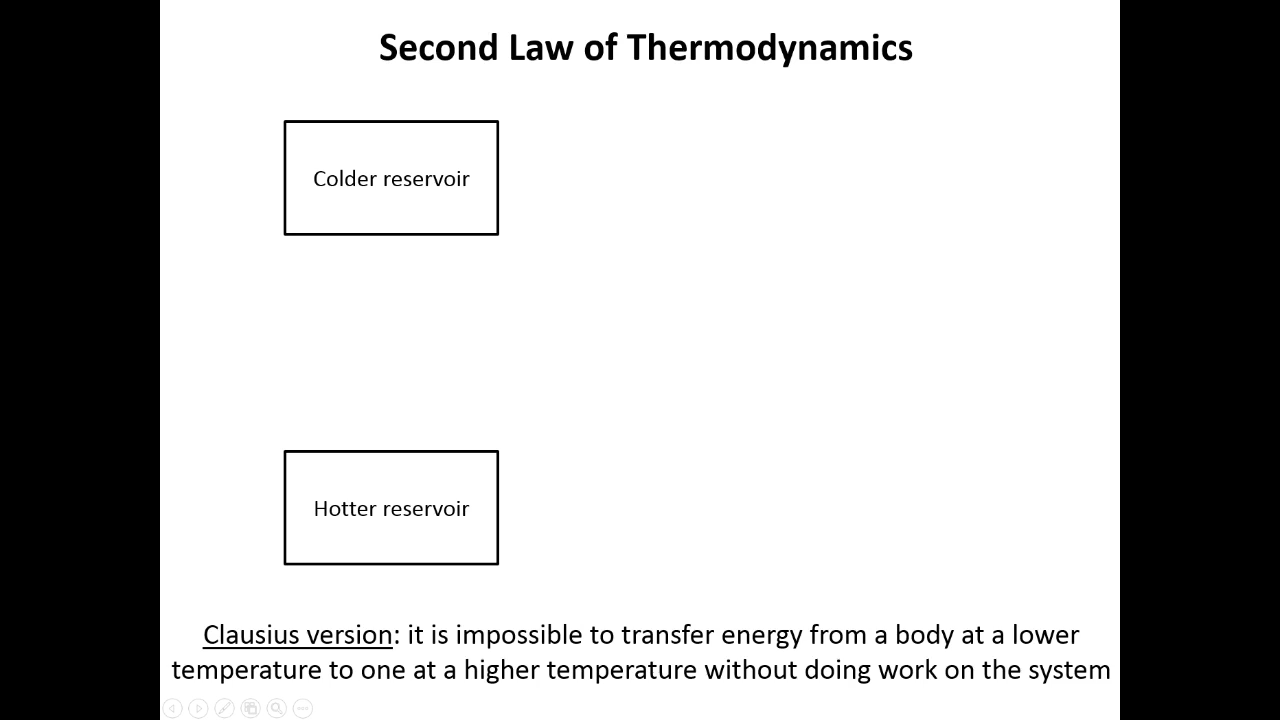 Second Law of Thermodynamics
Colder reservoir
Hotter reservoir
Clausius version: it is impossible to transfer energy from a body at a lower
temperature to one at a higher temperature without doing work on the system